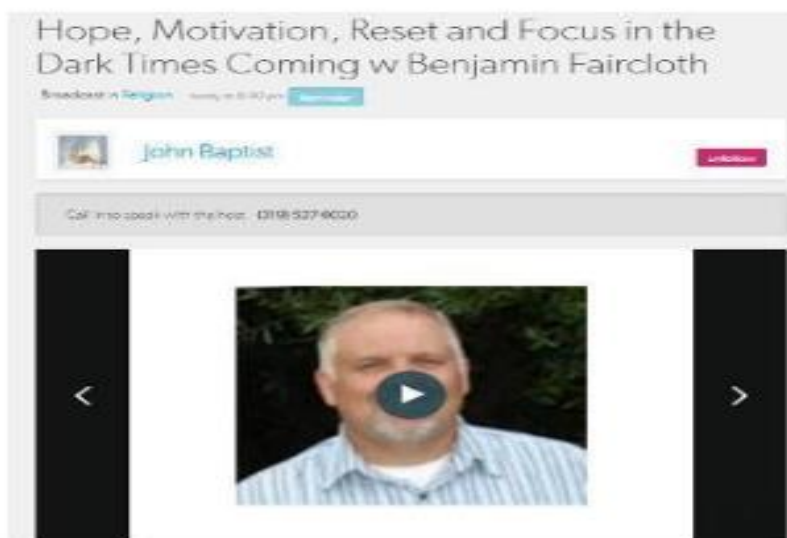 Hope, Motivation, Reset and Focus in the
Dark Times Coming w Benjamin Faircloth
Broadcast in Religion
John Baptist
unfollow
Call in to speak with the host